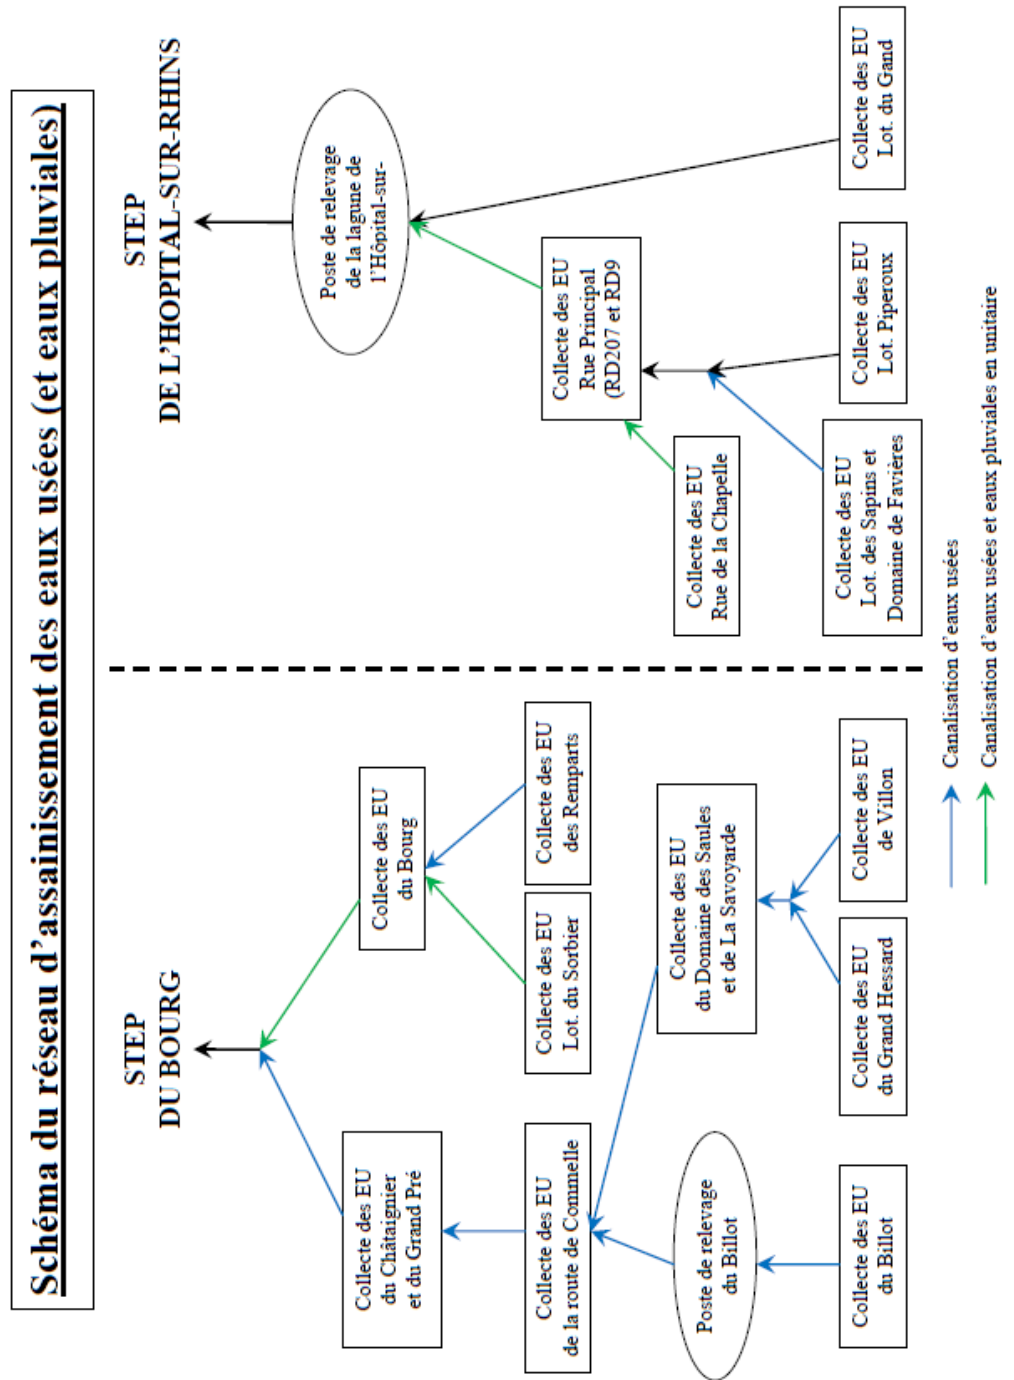 Schéma du réseau d'assainissement des eaux usées (et eaux pluviales)
STEP
DU BOURG
STEP
DE L'HOPITAL-SUR-RHINS
Collecte des EU
du Châtaignier
et du Grand Pré
Collecte des EU
du Bourg
Poste de relevage
de la lagune de
l'Hôpital-sur-
Collecte des EU
de la route de Commelle
Collecte des EU
Lot. du Sorbier
Collecte des EU
des Remparts
Collecte des EU
Rue Principal
(RD207 et RD9
Poste de relevage
du Billot
Collecte des EU
du Domaine des Saules
et de La Savoyarde
Collecte des EU
Rue de la Chapelle
Collecte des EU
du Billot
Collecte des EU
du Grand Hessard
Collecte des EU
de Villon
Collecte des EU
Lot. des Sapins et
Domaine de Favières
Collecte des EU
Lot. Piperoux
Collecte des EU
Lot. du Gand
Canalisation d'eaux usées
Canalisation d'eaux usées et eaux pluviales en unitaire